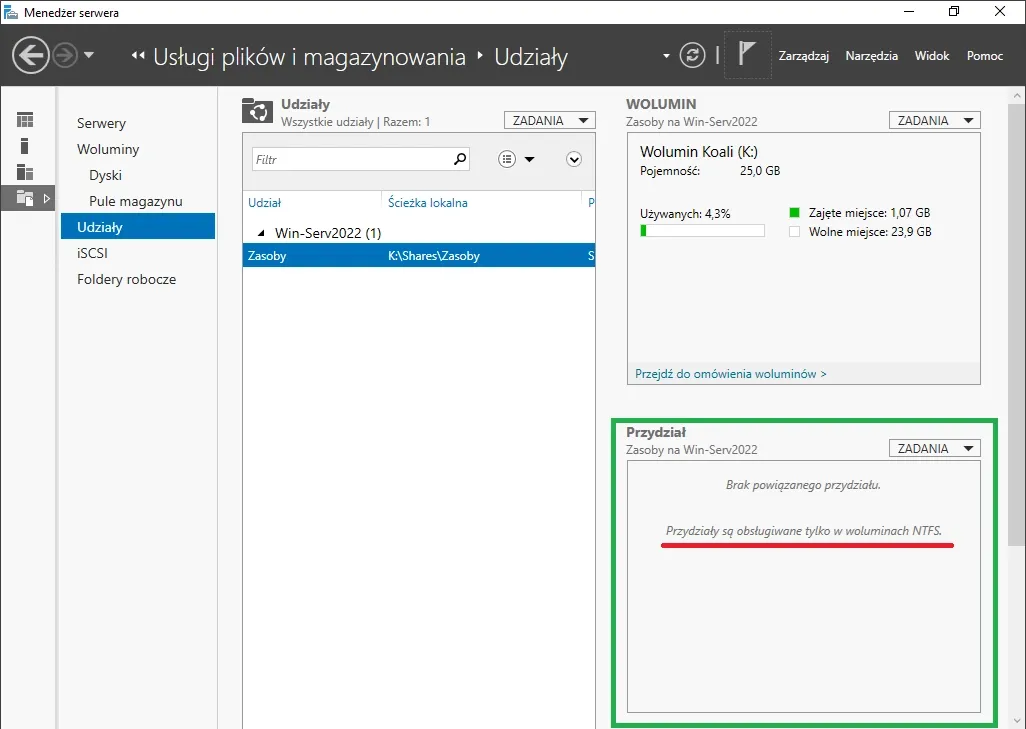 Menedżer serwera
Usługi plików i magazynowania Udziały
Zarządzaj Narzędzia Widok Pomoc
Serwery
Woluminy
Dyski
Pule magazynu
Udziały
iSCSI
Foldery robocze
Udziały
Wszystkie udziały | Razem: 1
ZADANIA
Filtr
Udział Ścieżka lokalna P
Win-Serv2022 (1)
Zasoby K:\Shares\Zasoby S
WOLUMIN
Zasoby na Win-Serv2022
ZADANIA
Wolumin Koali (K:)
Pojemność: 25,0 GB
Używanych: 4,3%
Zajęte miejsce: 1,07 GB
Wolne miejsce: 23,9 GB
Przejdź do omówienia woluminów >
Przydział
Zasoby na Win-Serv2022
ZADANIA
Brak powiązanego przydziału.
Przydziały są obsługiwane tylko w woluminach NTFS.